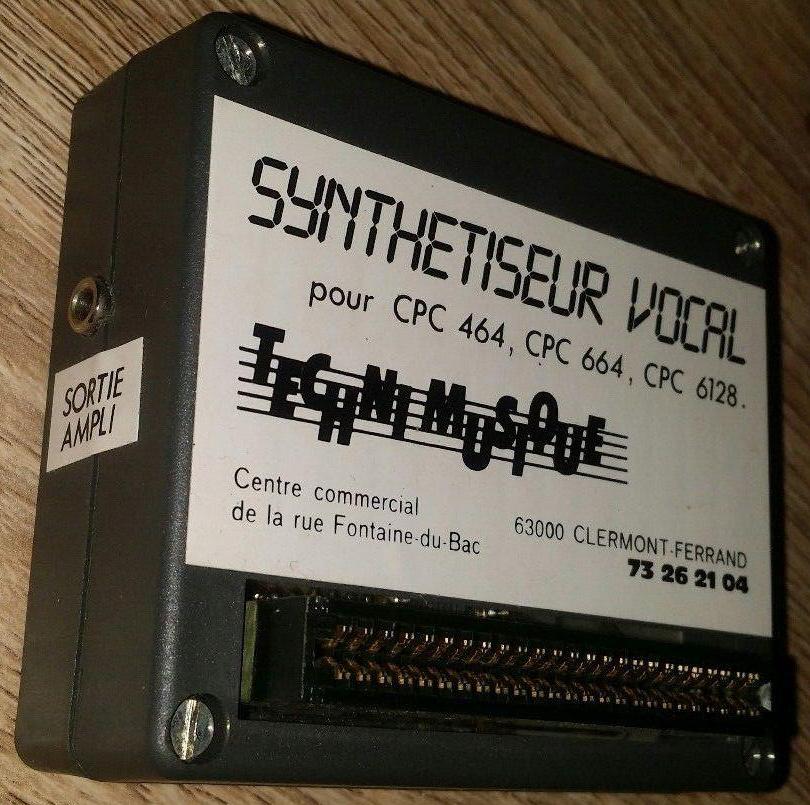 SYNTHETISEUR VOCAL
pour CPC 464, CPC 664, CPC 6128.
TECHNI MUSIQUE
Centre commercial
de la rue Fontaine-du-Bac
63000 CLERMONT-FERRAND
73 26 21 04
SORTIE
AMPLI